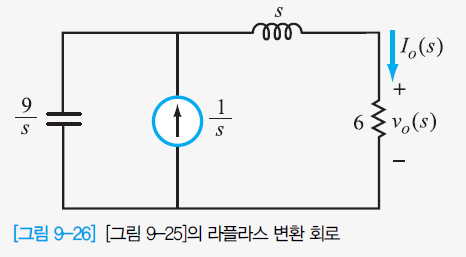 s
I_o(s)
9/s
1/s
+
6
v_o(s)
−
[그림 9-26] [그림 9-25]의 라플라스 변환 회로